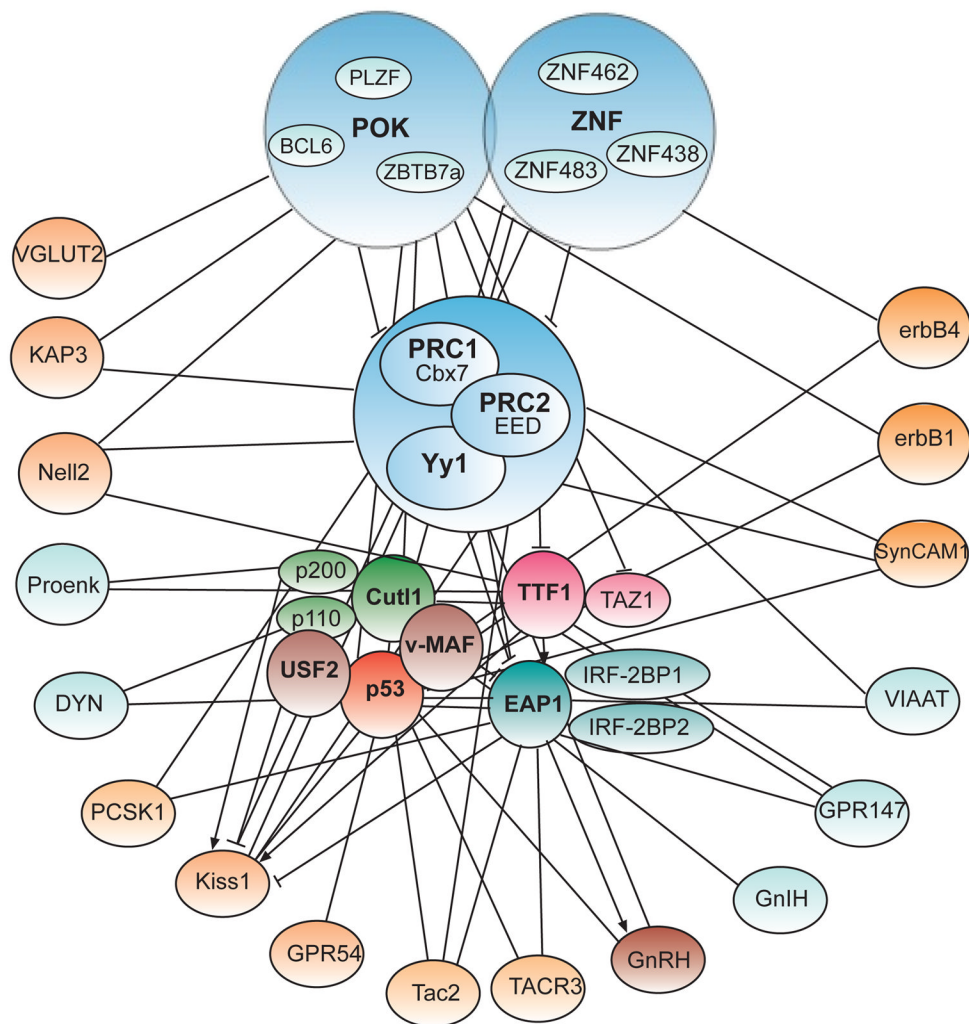 PLZF
POK
BCL6
ZBTB7a
ZNF462
ZNF
ZNF438
ZNF483
VGLUT2
KAP3
Nell2
Proenk
DYN
PCSK1
Kiss1
GPR54
Tac2
TACR3
GnRH
GnIH
GPR147
VIAAT
SynCAM1
erbB1
erbB4
PRC1
Cbx7
PRC2
EED
Yy1
p200
p110
Cutl1
USF2
v-MAF
p53
TTF1
TAZ1
EAP1
IRF-2BP1
IRF-2BP2